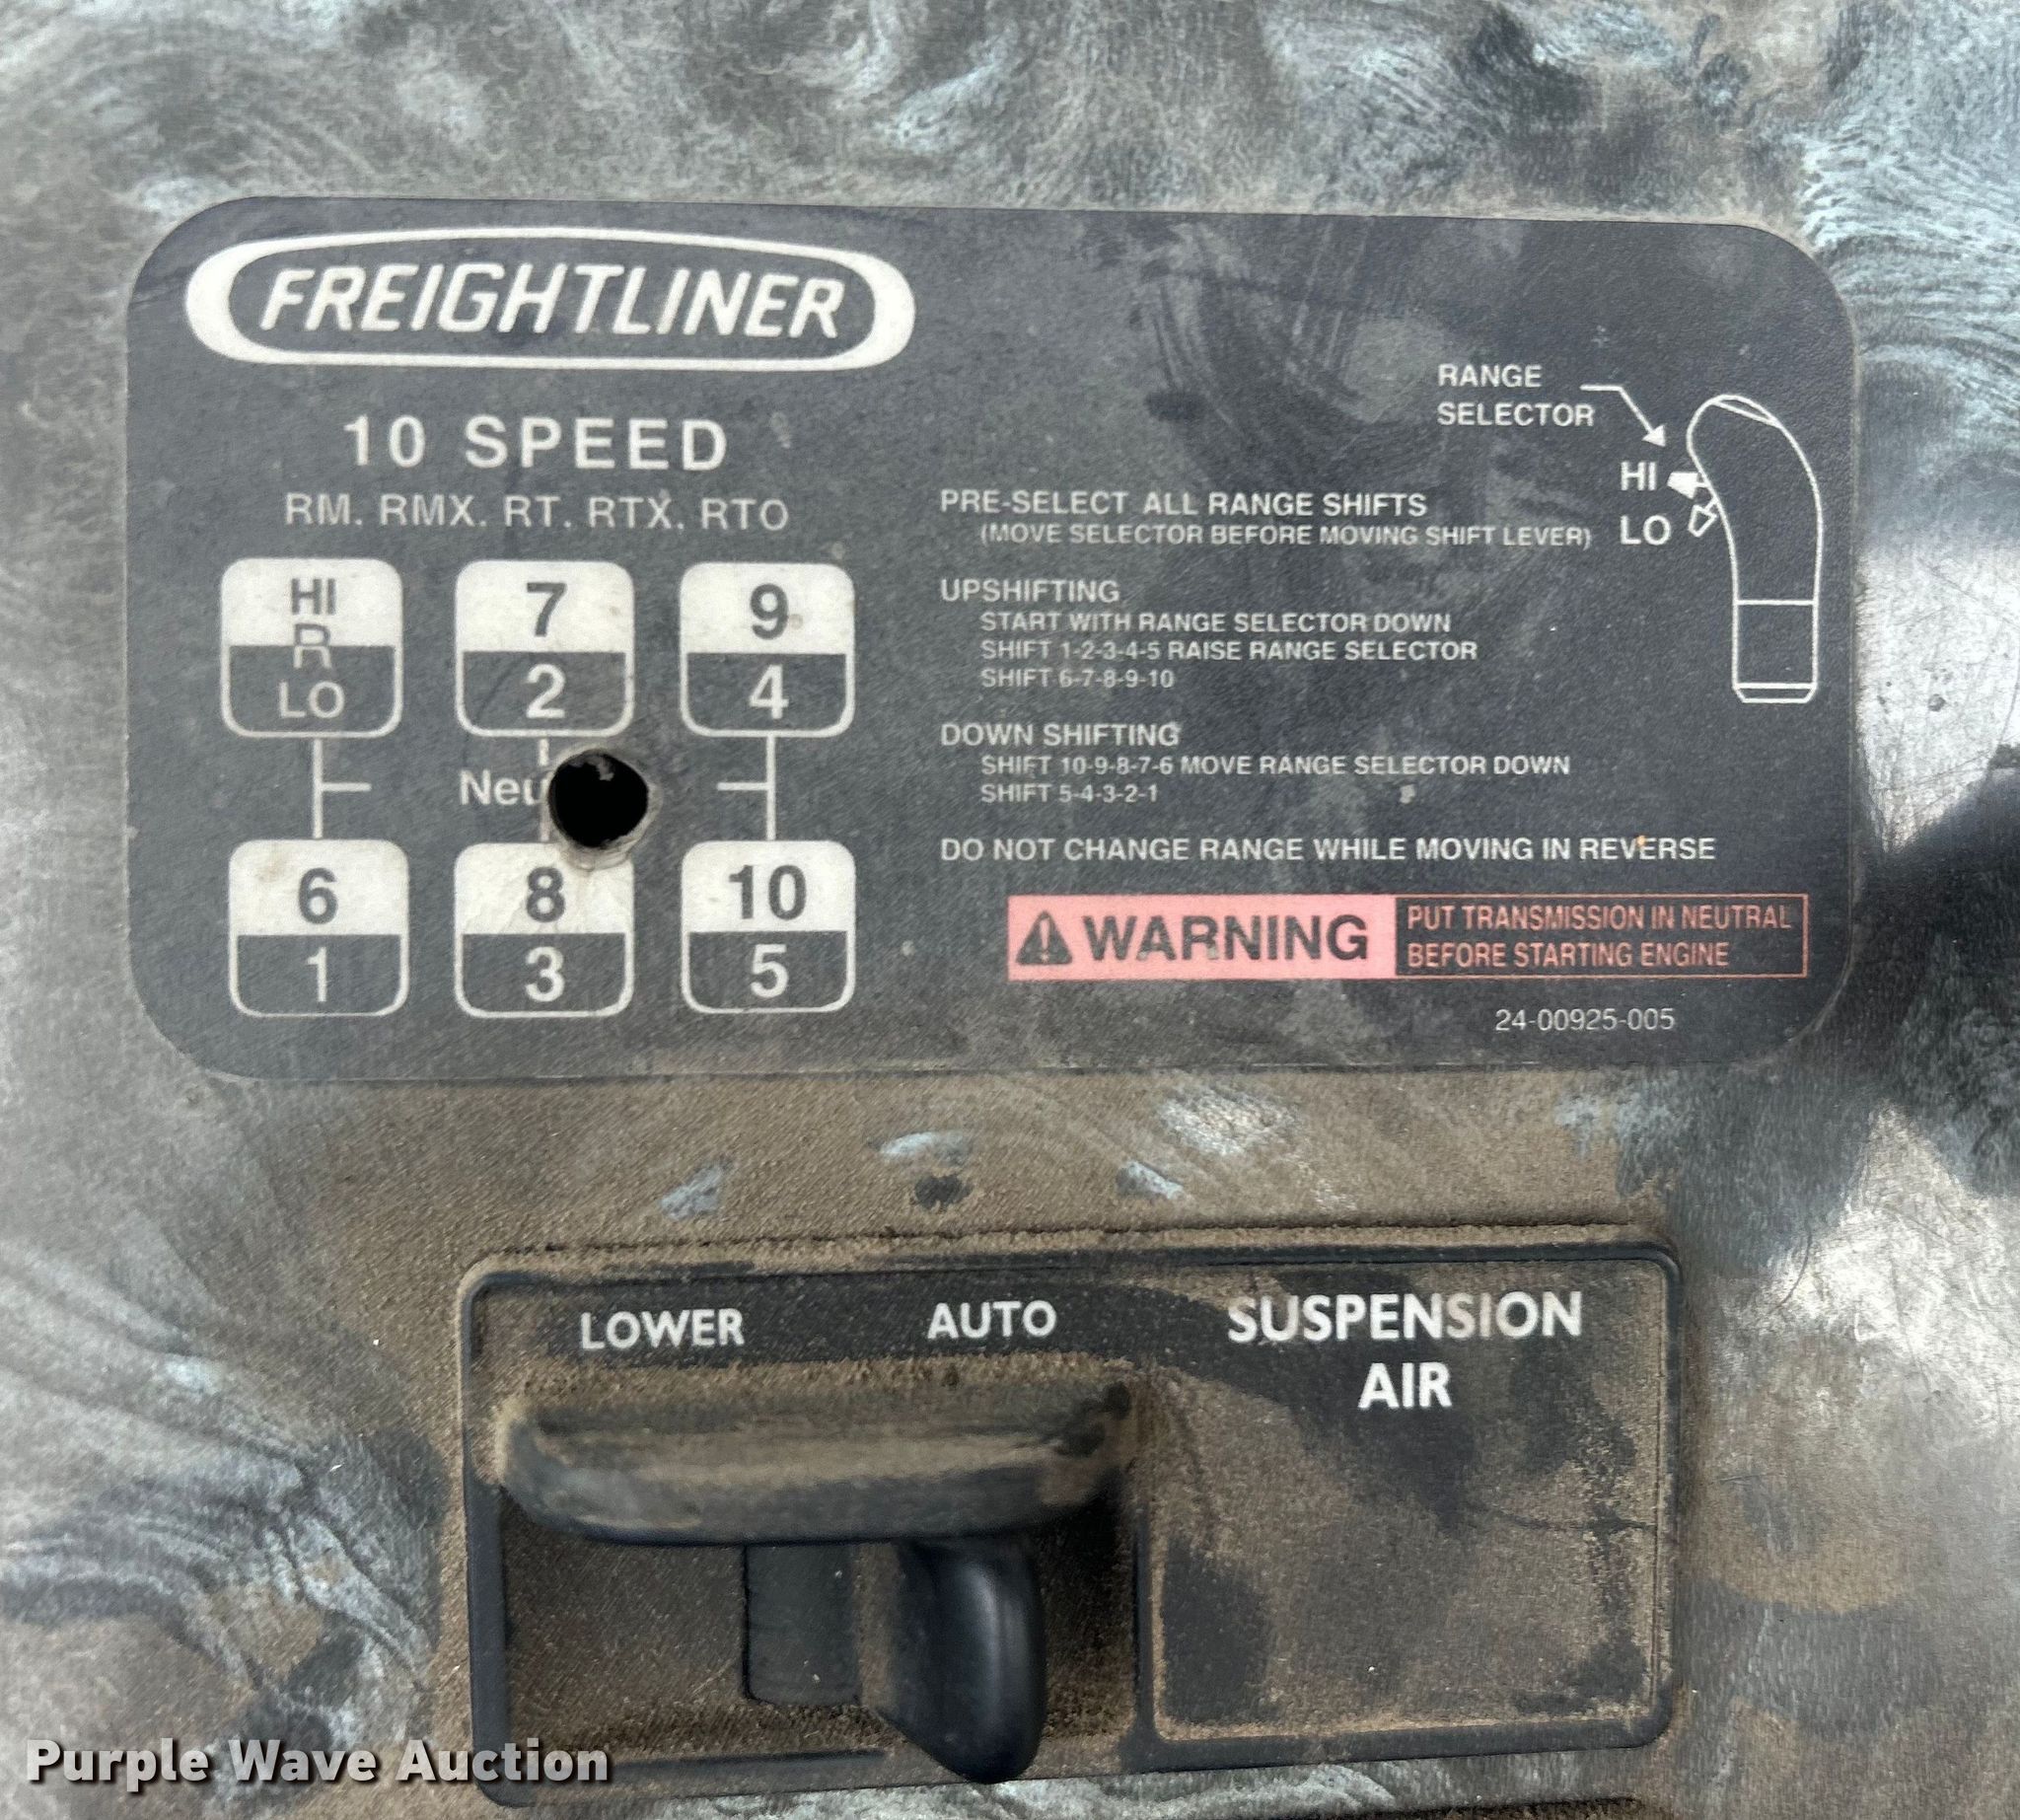 FREIGHTLINER
10 SPEED
RM. RMX. RT. RTX. RTO
HI
R
LO
7
2
9
4
Neu
6
1
8
3
10
5
RANGE
SELECTOR
HI
LO
PRE-SELECT ALL RANGE SHIFTS
(MOVE SELECTOR BEFORE MOVING SHIFT LEVER)
UPSHIFTING
START WITH RANGE SELECTOR DOWN
SHIFT 1-2-3-4-5 RAISE RANGE SELECTOR
SHIFT 6-7-8-9-10
DOWN SHIFTING
SHIFT 10-9-8-7-6 MOVE RANGE SELECTOR DOWN
SHIFT 5-4-3-2-1
DO NOT CHANGE RANGE WHILE MOVING IN REVERSE
WARNING
PUT TRANSMISSION IN NEUTRAL
BEFORE STARTING ENGINE
24-00925-005
LOWER
AUTO
SUSPENSION
AIR
Purple Wave Auction